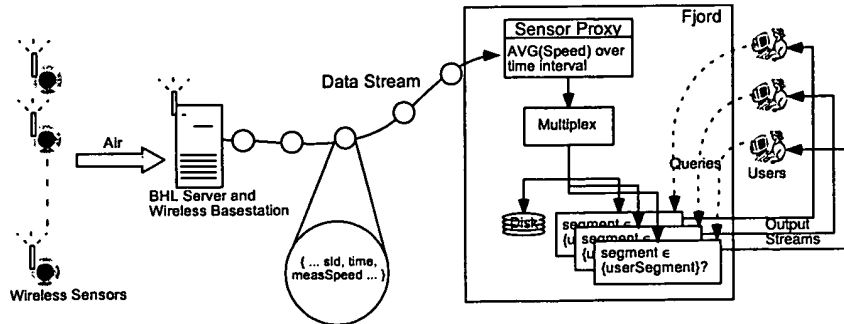 Fjord
Sensor Proxy
AVG(Speed) over
time interval
Data Stream
Multiplex
Air
Queries
Users
BHL Server and
Wireless Basestation
Disk
segment ∈
{u
segment ∈
{u
segment ∈
{userSegment}?
Output
Streams
{ ... sId, time,
measSpeed ... }
Wireless Sensors